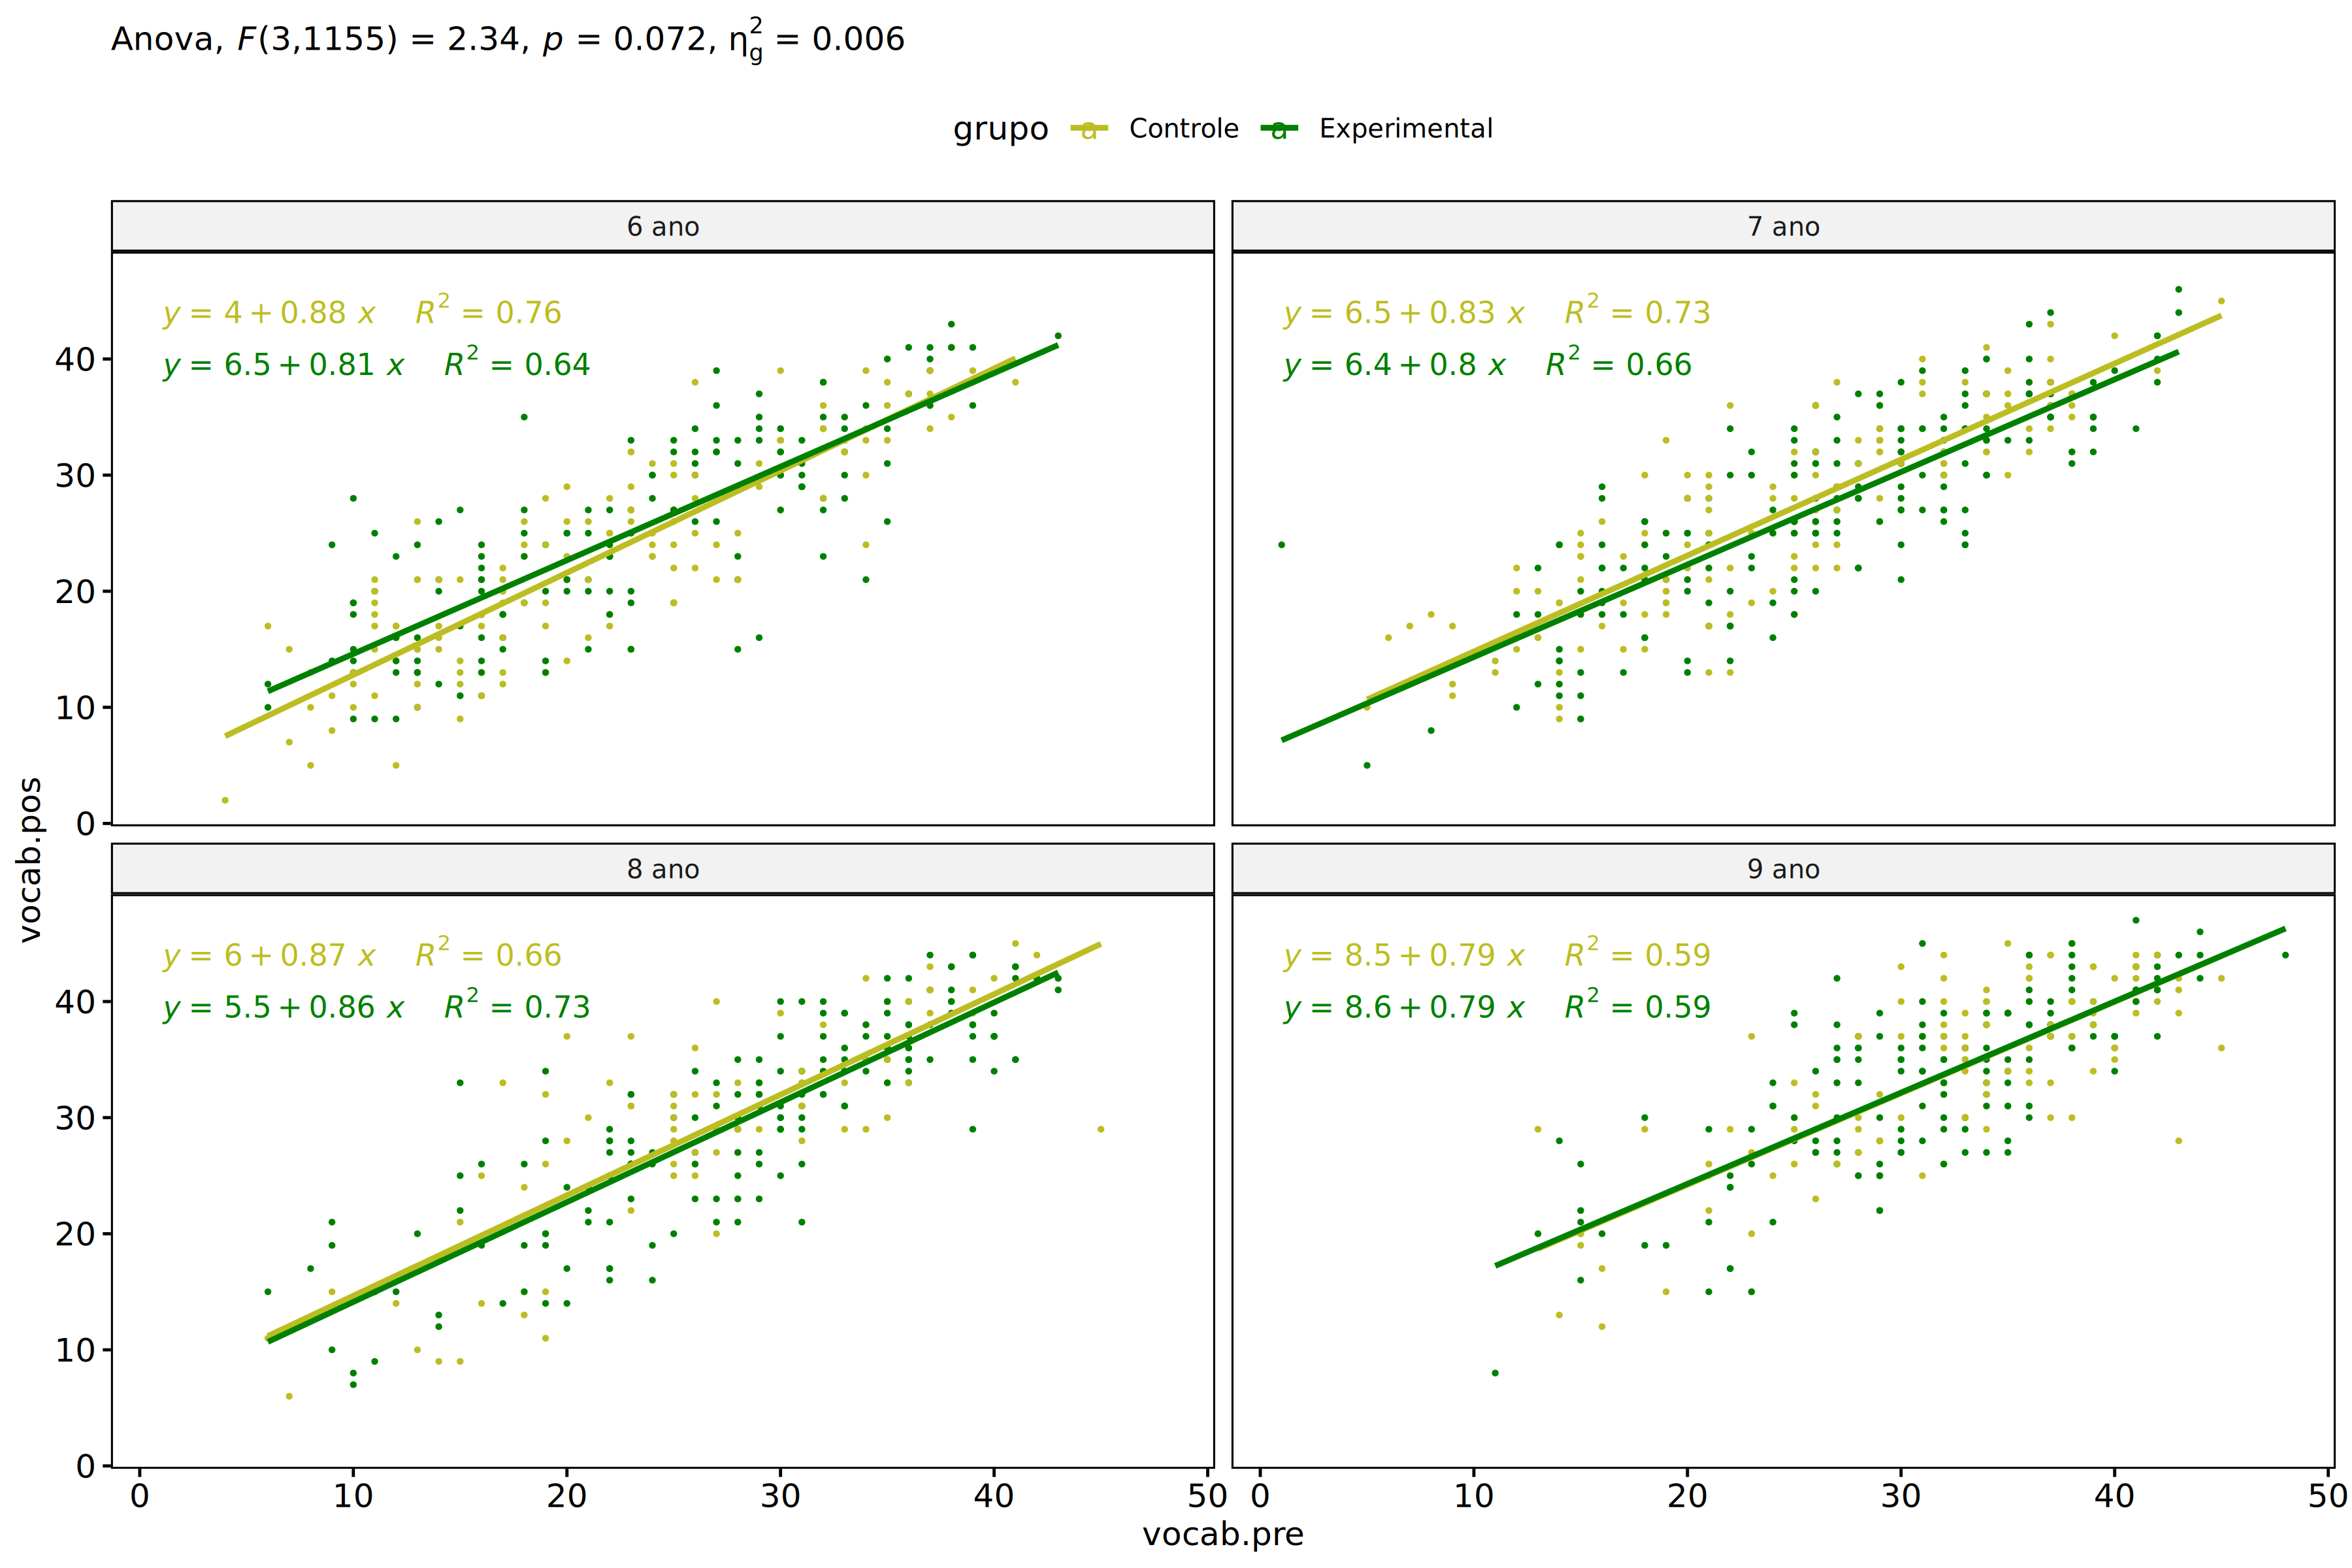 Anova, F(3,1155) = 2.34, p = 0.072, η²g = 0.006
grupo a Controle a Experimental
6 ano
y = 4 + 0.88 x R² = 0.76
y = 6.5 + 0.81 x R² = 0.64
7 ano
y = 6.5 + 0.83 x R² = 0.73
y = 6.4 + 0.8 x R² = 0.66
40
30
20
10
0
8 ano
y = 6 + 0.87 x R² = 0.66
y = 5.5 + 0.86 x R² = 0.73
9 ano
y = 8.5 + 0.79 x R² = 0.59
y = 8.6 + 0.79 x R² = 0.59
40
30
20
10
0
vocab.pos
0 10 20 30 40 50 0 10 20 30 40 50
vocab.pre